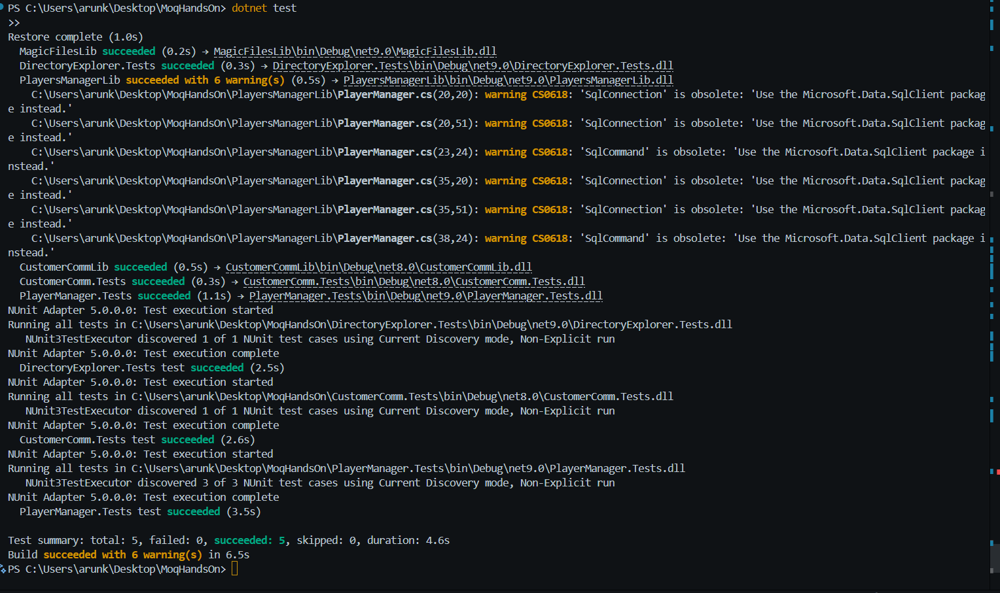 PS C:\Users\arunk\Desktop\MoqHandsOn> dotnet test
>>
Restore complete (1.0s)
  MagicFilesLib succeeded (0.2s) → MagicFilesLib\bin\Debug\net9.0\MagicFilesLib.dll
  DirectoryExplorer.Tests succeeded (0.3s) → DirectoryExplorer.Tests\bin\Debug\net9.0\DirectoryExplorer.Tests.dll
  PlayersManagerLib succeeded with 6 warning(s) (0.5s) → PlayersManagerLib\bin\Debug\net9.0\PlayersManagerLib.dll
    C:\Users\arunk\Desktop\MoqHandsOn\PlayersManagerLib\PlayerManager.cs(20,20): warning CS0618: 'SqlConnection' is obsolete: 'Use the Microsoft.Data.SqlClient packag
e instead.'
    C:\Users\arunk\Desktop\MoqHandsOn\PlayersManagerLib\PlayerManager.cs(20,51): warning CS0618: 'SqlConnection' is obsolete: 'Use the Microsoft.Data.SqlClient packag
e instead.'
    C:\Users\arunk\Desktop\MoqHandsOn\PlayersManagerLib\PlayerManager.cs(23,24): warning CS0618: 'SqlCommand' is obsolete: 'Use the Microsoft.Data.SqlClient package i
nstead.'
    C:\Users\arunk\Desktop\MoqHandsOn\PlayersManagerLib\PlayerManager.cs(35,20): warning CS0618: 'SqlConnection' is obsolete: 'Use the Microsoft.Data.SqlClient packag
e instead.'
    C:\Users\arunk\Desktop\MoqHandsOn\PlayersManagerLib\PlayerManager.cs(35,51): warning CS0618: 'SqlConnection' is obsolete: 'Use the Microsoft.Data.SqlClient packag
e instead.'
    C:\Users\arunk\Desktop\MoqHandsOn\PlayersManagerLib\PlayerManager.cs(38,24): warning CS0618: 'SqlCommand' is obsolete: 'Use the Microsoft.Data.SqlClient package i
nstead.'
  CustomerCommLib succeeded (0.5s) → CustomerCommLib\bin\Debug\net8.0\CustomerCommLib.dll
  CustomerComm.Tests succeeded (0.3s) → CustomerComm.Tests\bin\Debug\net8.0\CustomerComm.Tests.dll
  PlayerManager.Tests succeeded (1.1s) → PlayerManager.Tests\bin\Debug\net9.0\PlayerManager.Tests.dll
NUnit Adapter 5.0.0.0: Test execution started
Running all tests in C:\Users\arunk\Desktop\MoqHandsOn\DirectoryExplorer.Tests\bin\Debug\net9.0\DirectoryExplorer.Tests.dll
   NUnit3TestExecutor discovered 1 of 1 NUnit test cases using Current Discovery mode, Non-Explicit run
NUnit Adapter 5.0.0.0: Test execution complete
  DirectoryExplorer.Tests test succeeded (2.5s)
NUnit Adapter 5.0.0.0: Test execution started
Running all tests in C:\Users\arunk\Desktop\MoqHandsOn\CustomerComm.Tests\bin\Debug\net8.0\CustomerComm.Tests.dll
   NUnit3TestExecutor discovered 1 of 1 NUnit test cases using Current Discovery mode, Non-Explicit run
NUnit Adapter 5.0.0.0: Test execution complete
  CustomerComm.Tests test succeeded (2.6s)
NUnit Adapter 5.0.0.0: Test execution started
Running all tests in C:\Users\arunk\Desktop\MoqHandsOn\PlayerManager.Tests\bin\Debug\net9.0\PlayerManager.Tests.dll
   NUnit3TestExecutor discovered 3 of 3 NUnit test cases using Current Discovery mode, Non-Explicit run
NUnit Adapter 5.0.0.0: Test execution complete
  PlayerManager.Tests test succeeded (3.5s)

Test summary: total: 5, failed: 0, succeeded: 5, skipped: 0, duration: 4.6s
Build succeeded with 6 warning(s) in 6.5s
PS C:\Users\arunk\Desktop\MoqHandsOn>